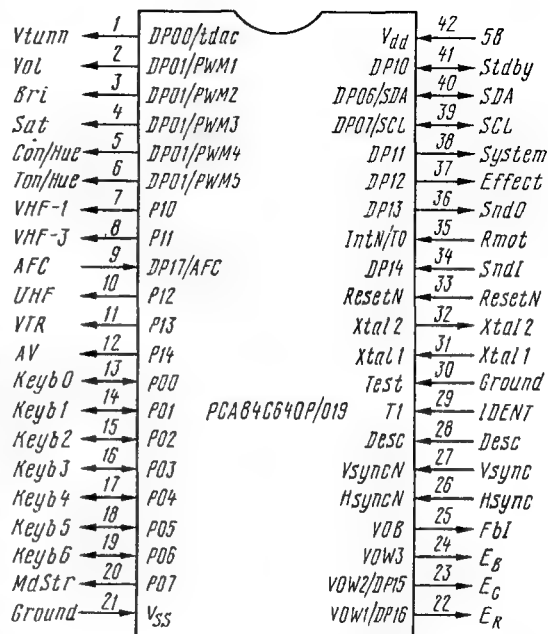 Vtunn 1 DP00/tdac Vdd 42 5В
Vol 2 DP01/PWM1 DP10 41 Stdby
Bri 3 DP01/PWM2 DP06/SDA 40 SDA
Sat 4 DP01/PWM3 DP07/SCL 39 SCL
Con/Hue 5 DP01/PWM4 DP11 38 System
Ton/Hue 6 DP01/PWM5 DP12 37 Effect
VHF-1 7 P10 DP13 36 SndO
VHF-3 8 P11 IntN/T0 35 Rmot
AFC 9 DP17/AFC DP14 34 SndI
UHF 10 P12 ResetN 33 ResetN
VTR 11 P13 Xtal2 32 Xtal2
AV 12 P14 Xtal1 31 Xtal1
Keyb0 13 P00 Test 30 Ground
Keyb1 14 P01 PCA84C640P/019 T1 29 IDENT
Keyb2 15 P02 Desc 28 Desc
Keyb3 16 P03 VsyncN 27 Vsync
Keyb4 17 P04 HsyncN 26 Hsync
Keyb5 18 P05 VOB 25 FbI
Keyb6 19 P06 VOW3 24 EB
MdStr 20 P07 VOW2/DP15 23 EG
Ground 21 VSS VOW1/DP16 22 ER